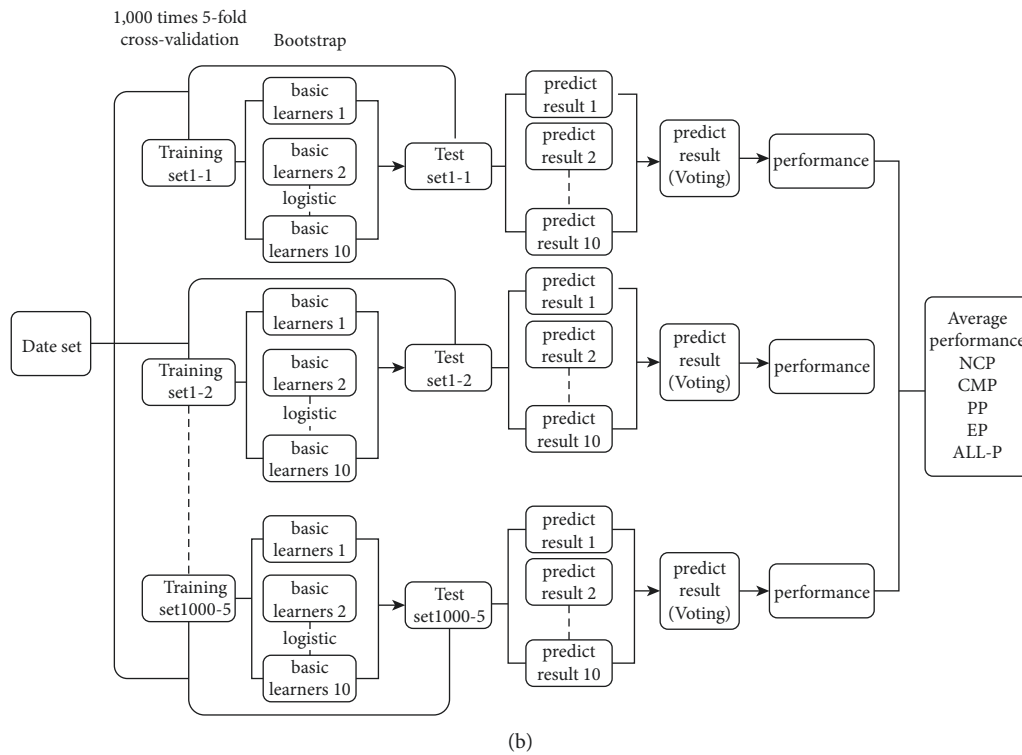 1,000 times 5-fold
cross-validation
Bootstrap
basic
learners 1
Training
set1-1
basic
learners 2
logistic
basic
learners 10
Test
set1-1
predict
result 1
predict
result 2
predict
result 10
predict
result
(Voting)
performance
Date set
basic
learners 1
Training
set1-2
basic
learners 2
logistic
basic
learners 10
Test
set1-2
predict
result 1
predict
result 2
predict
result 10
predict
result
(Voting)
performance
Average
performance
NCP
CMP
PP
EP
ALL-P
basic
learners 1
Training
set1000-5
basic
learners 2
logistic
basic
learners 10
Test
set1000-5
predict
result 1
predict
result 2
predict
result 10
predict
result
(Voting)
performance
(b)